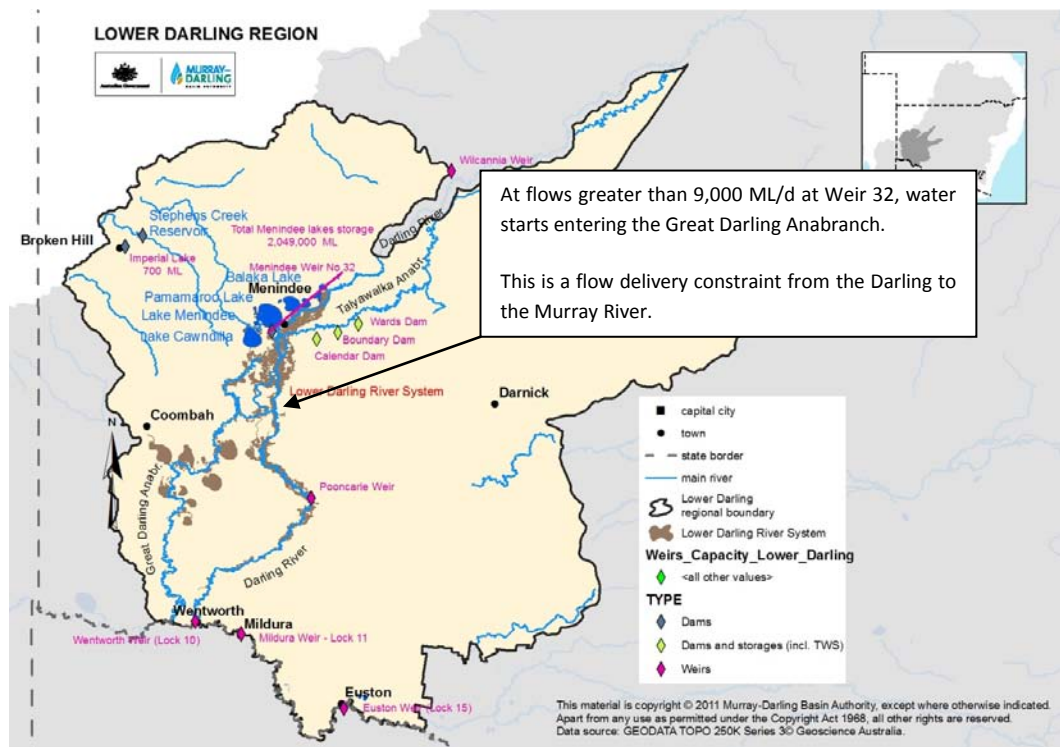 LOWER DARLING REGION
Australian Government
MURRAY-
DARLING
BASIN AUTHORITY
Wilcannia Weir
At flows greater than 9,000 ML/d at Weir 32, water
starts entering the Great Darling Anabranch.
This is a flow delivery constraint from the Darling to
the Murray River.
Stephens Creek
Reservoir
Broken Hill
Imperial Lake
700 ML
Total Menindee lakes storage
2,049,000 ML
Darling River
Menindee Weir No 32
Balaka Lake
Menindee
Talyawalka Anabr.
Pamamaroo Lake
Lake Menindee
Lake Cawndilla
Wards Dam
Boundary Dam
Calendar Dam
Lower Darling River System
Darnick
Coombah
N
Pooncarie Weir
Great Darling Anabr.
Darling River
Wentworth
Mildura
Wentworth Weir (Lock 10)
Mildura Weir - Lock 11
Euston
Euston Weir (Lock 15)
capital city
town
state border
main river
Lower Darling
regional boundary
Lower Darling River System
Weirs_Capacity_Lower_Darling
<all other values>
TYPE
Dams
Dams and storages (incl. TWS)
Weirs
This material is copyright © 2011 Murray-Darling Basin Authority, except where otherwise indicated.
Apart from any use as permitted under the Copyright Act 1968, all other rights are reserved.
Data source: GEODATA TOPO 250K Series 3© Geoscience Australia.